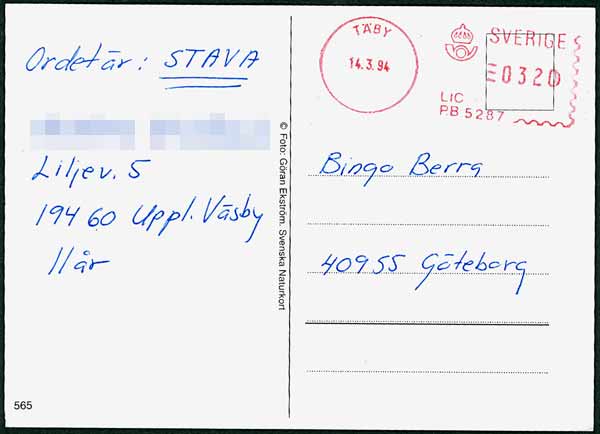 Ordet är: STAVA
Liljev. 5
194 60 Uppl. Väsby
11 år
565
© Foto: Göran Ekström. Svenska Naturkort
TÄBY
14.3.94
SVERIGE
0320
LIC
PB 5287
Bingo Berra
409 55 Göteborg